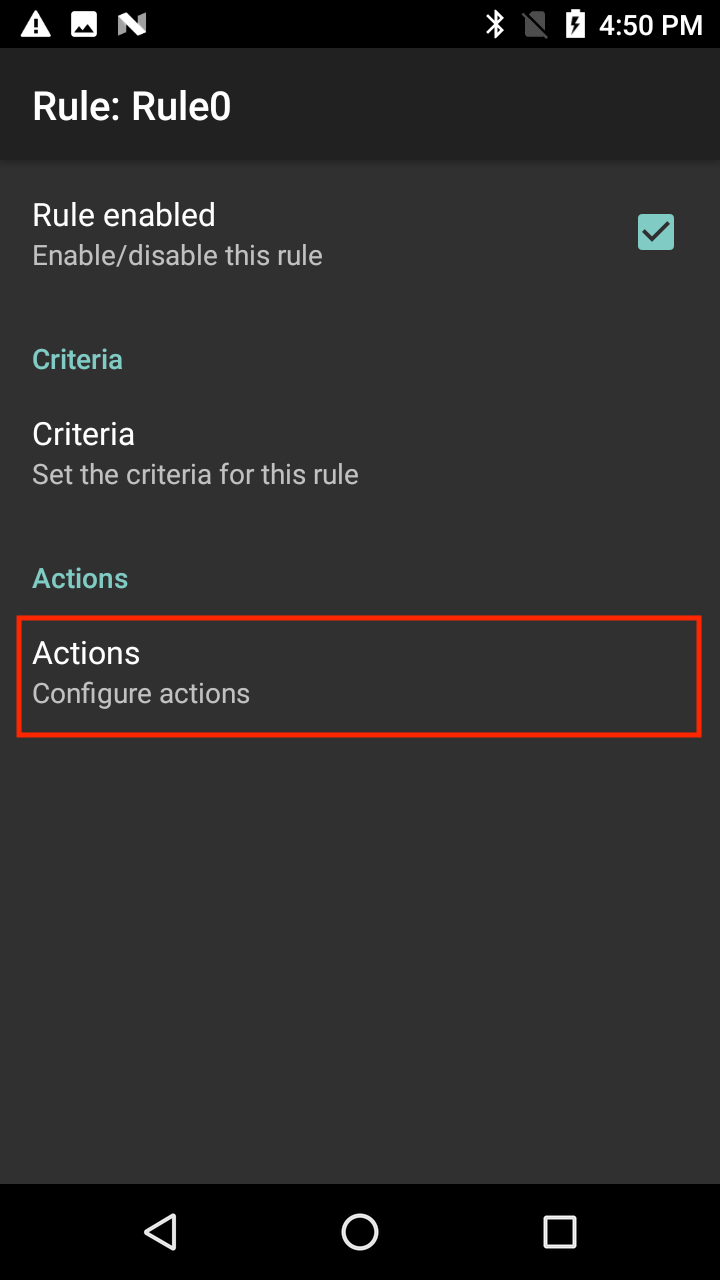 4:50 PM
Rule: Rule0
Rule enabled
Enable/disable this rule
Criteria
Criteria
Set the criteria for this rule
Actions
Actions
Configure actions